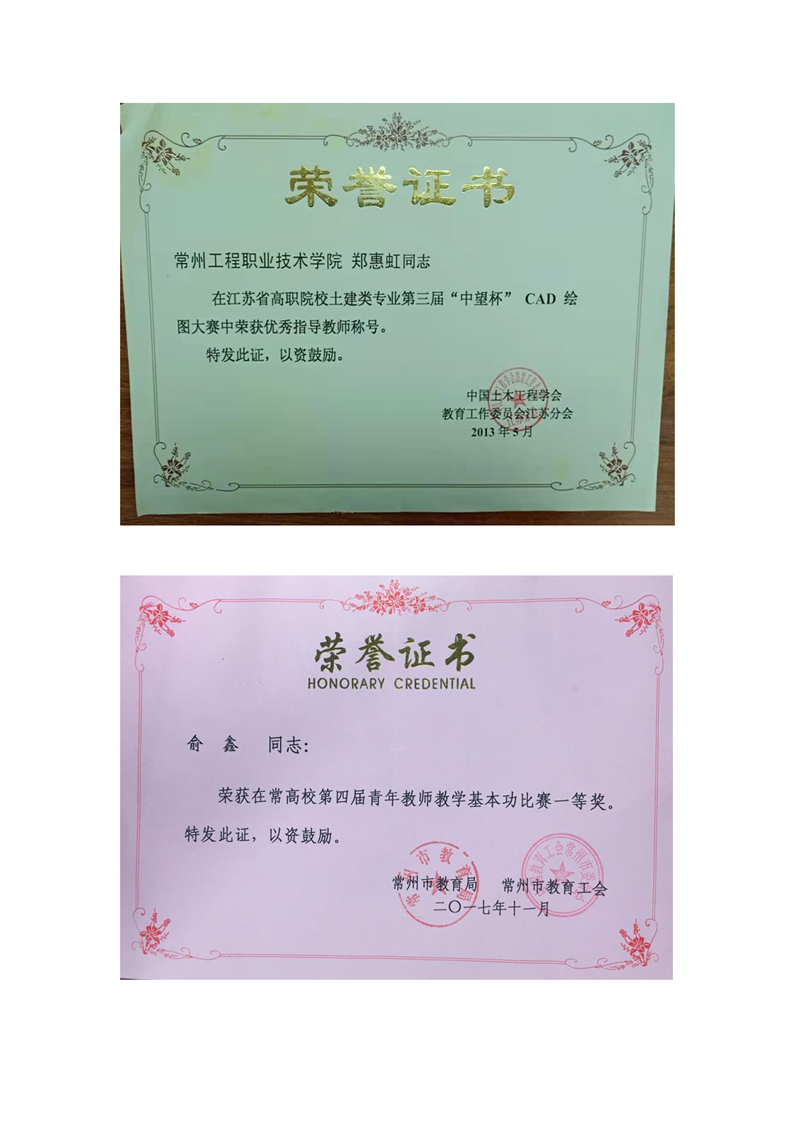 荣誉证书
常州工程职业技术学院 郑惠虹同志
在江苏省高职院校土建类专业第三届“中望杯” CAD 绘
图大赛中荣获优秀指导教师称号。
特发此证，以资鼓励。
中国土木工程学会
教育工作委员会江苏分会
2013 年 5 月
荣誉证书
HONORARY CREDENTIAL
俞 鑫 同志：
荣获在常高校第四届青年教师教学基本功比赛一等奖。
特发此证，以资鼓励。
常州市教育局 常州市教育工会
二〇一七年十一月
常州市教育局